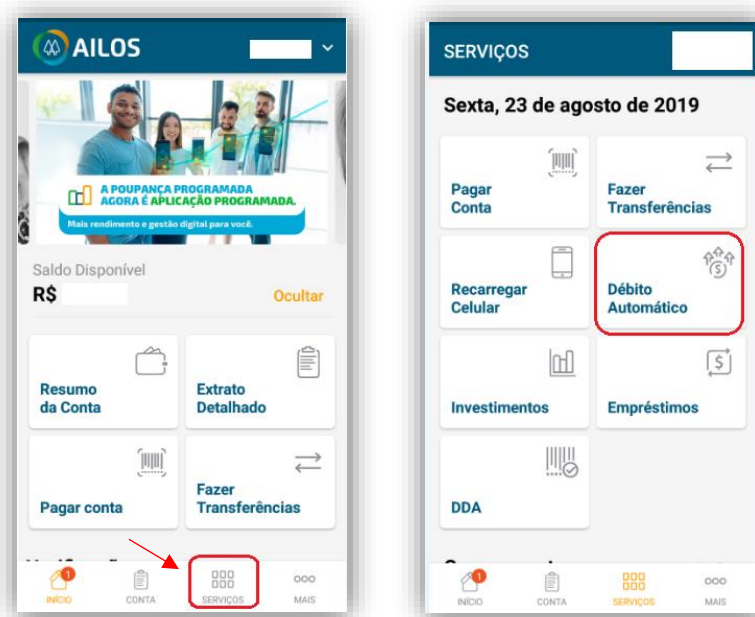 AILOS
A POUPANÇA PROGRAMADA
AGORA É APLICAÇÃO PROGRAMADA.
Mais rendimento e gestão digital para você.
Saldo Disponível
R$
Ocultar
Resumo
da Conta
Extrato
Detalhado
Pagar conta
Fazer
Transferências
1
INÍCIO
CONTA
SERVIÇOS
MAIS
SERVIÇOS
Sexta, 23 de agosto de 2019
Pagar
Conta
Fazer
Transferências
Recarregar
Celular
Débito
Automático
Investimentos
Empréstimos
DDA
1
INÍCIO
CONTA
SERVIÇOS
MAIS